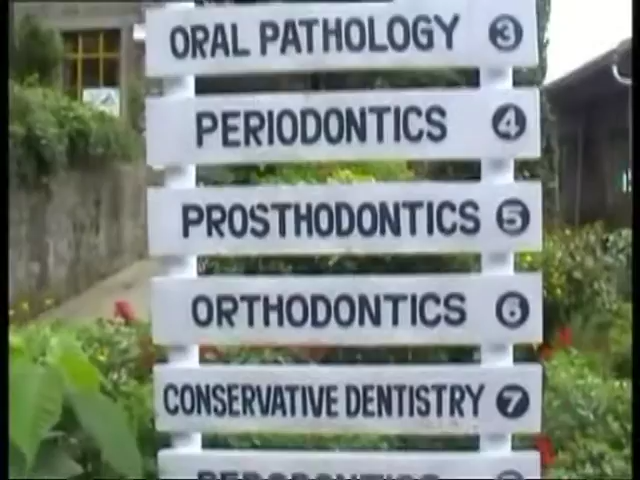 ORAL PATHOLOGY 3
PERIODONTICS 4
PROSTHODONTICS 5
ORTHODONTICS 6
CONSERVATIVE DENTISTRY 7